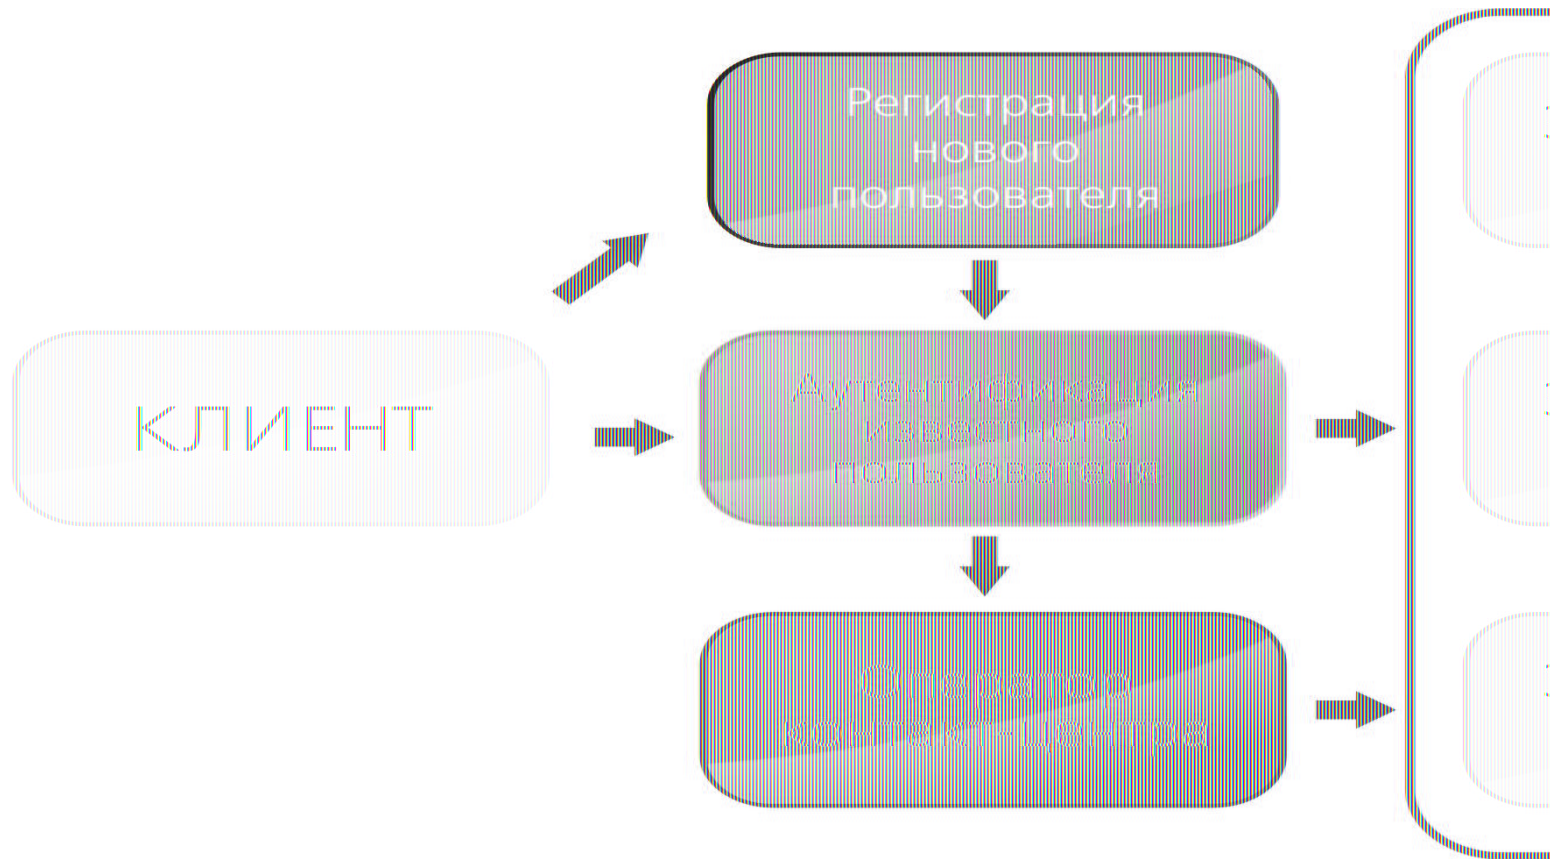 Регистрация
нового
пользователя
КЛИЕНТ
Аутентификация
известного
пользователя
Оператор
контакт-центра